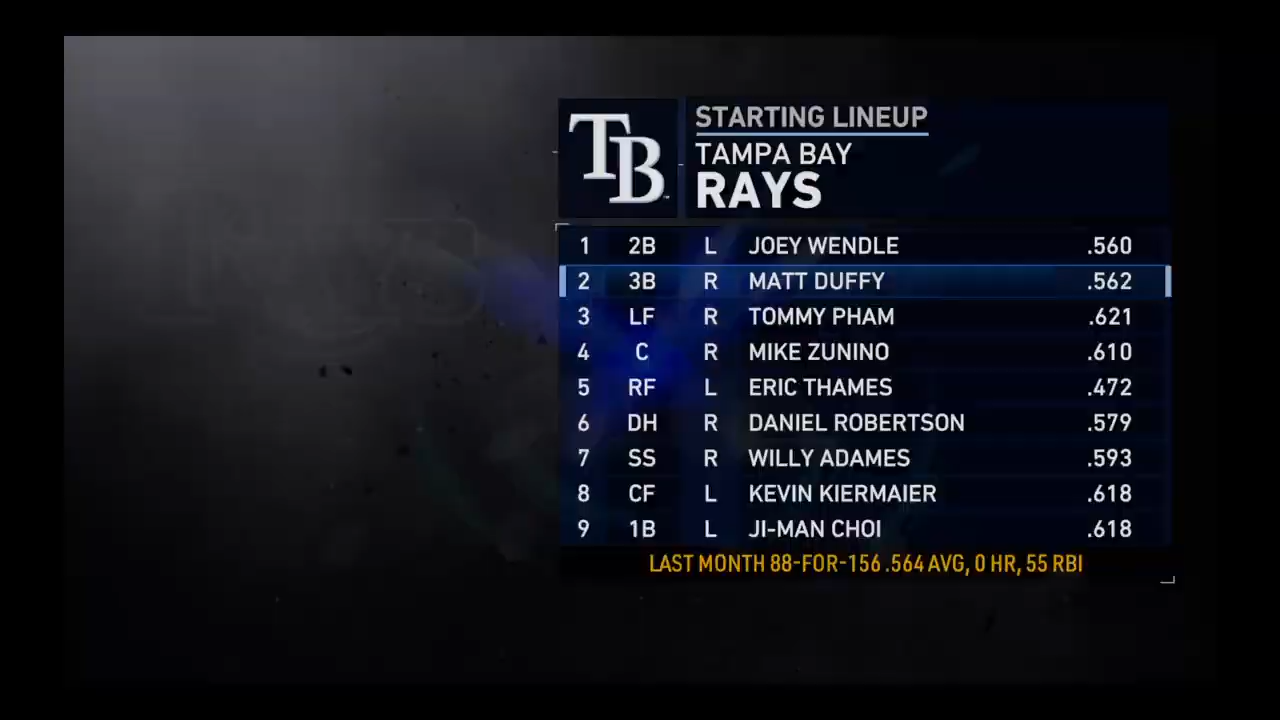 TB
STARTING LINEUP
TAMPA BAY
RAYS
1 2B L JOEY WENDLE .560
2 3B R MATT DUFFY .562
3 LF R TOMMY PHAM .621
4 C R MIKE ZUNINO .610
5 RF L ERIC THAMES .472
6 DH R DANIEL ROBERTSON .579
7 SS R WILLY ADAMES .593
8 CF L KEVIN KIERMAIER .618
9 1B L JI-MAN CHOI .618
LAST MONTH 88-FOR-156 .564 AVG, 0 HR, 55 RBI